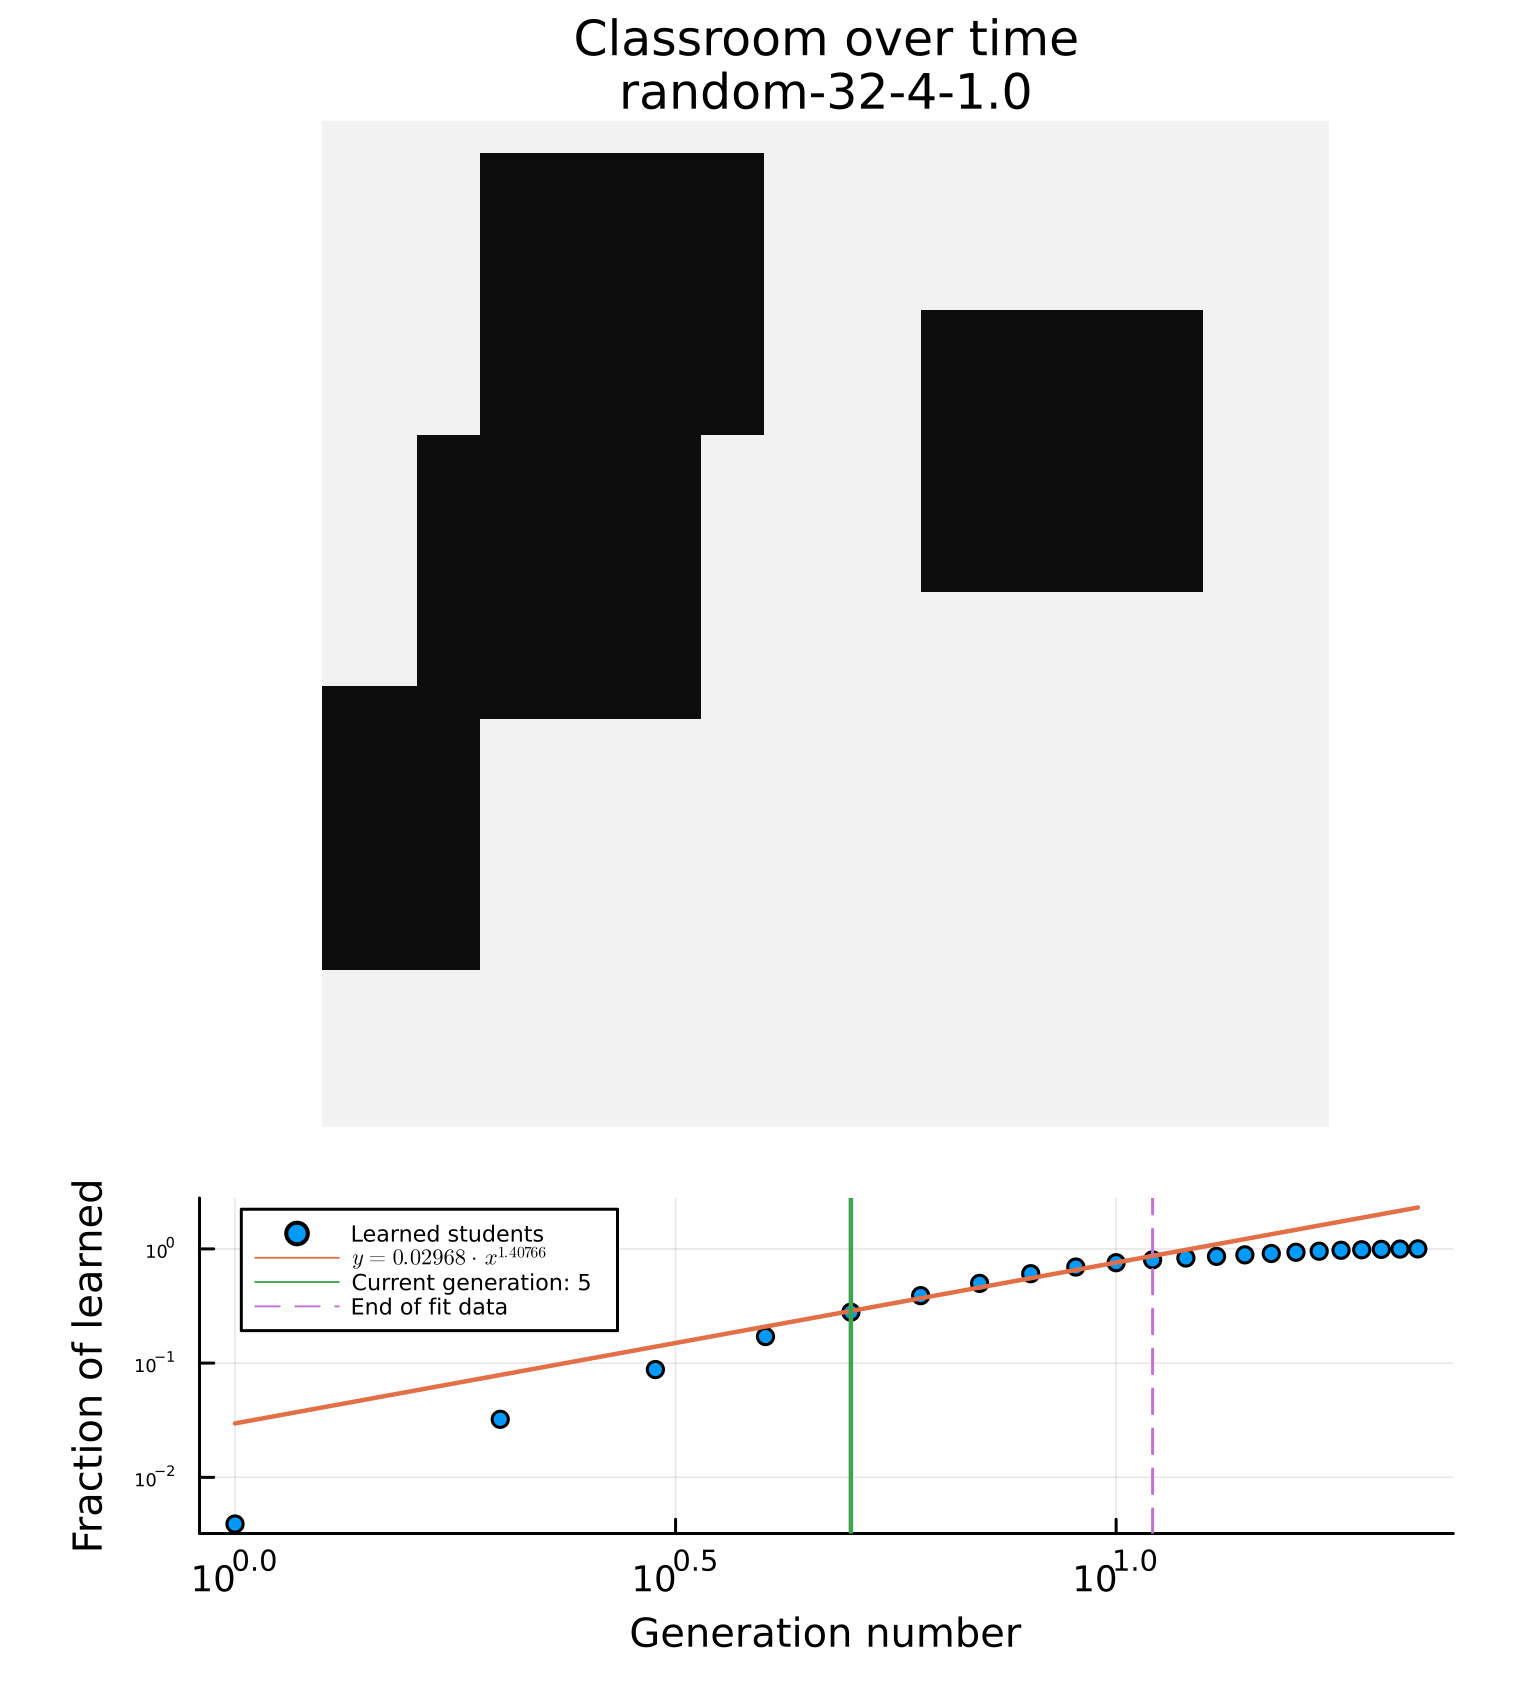 Classroom over time
random-32-4-1.0
Fraction of learned
10^0
10^-1
10^-2
Learned students
y = 0.02968 · x^1.40766
Current generation: 5
End of fit data
10^0.0
10^0.5
10^1.0
Generation number